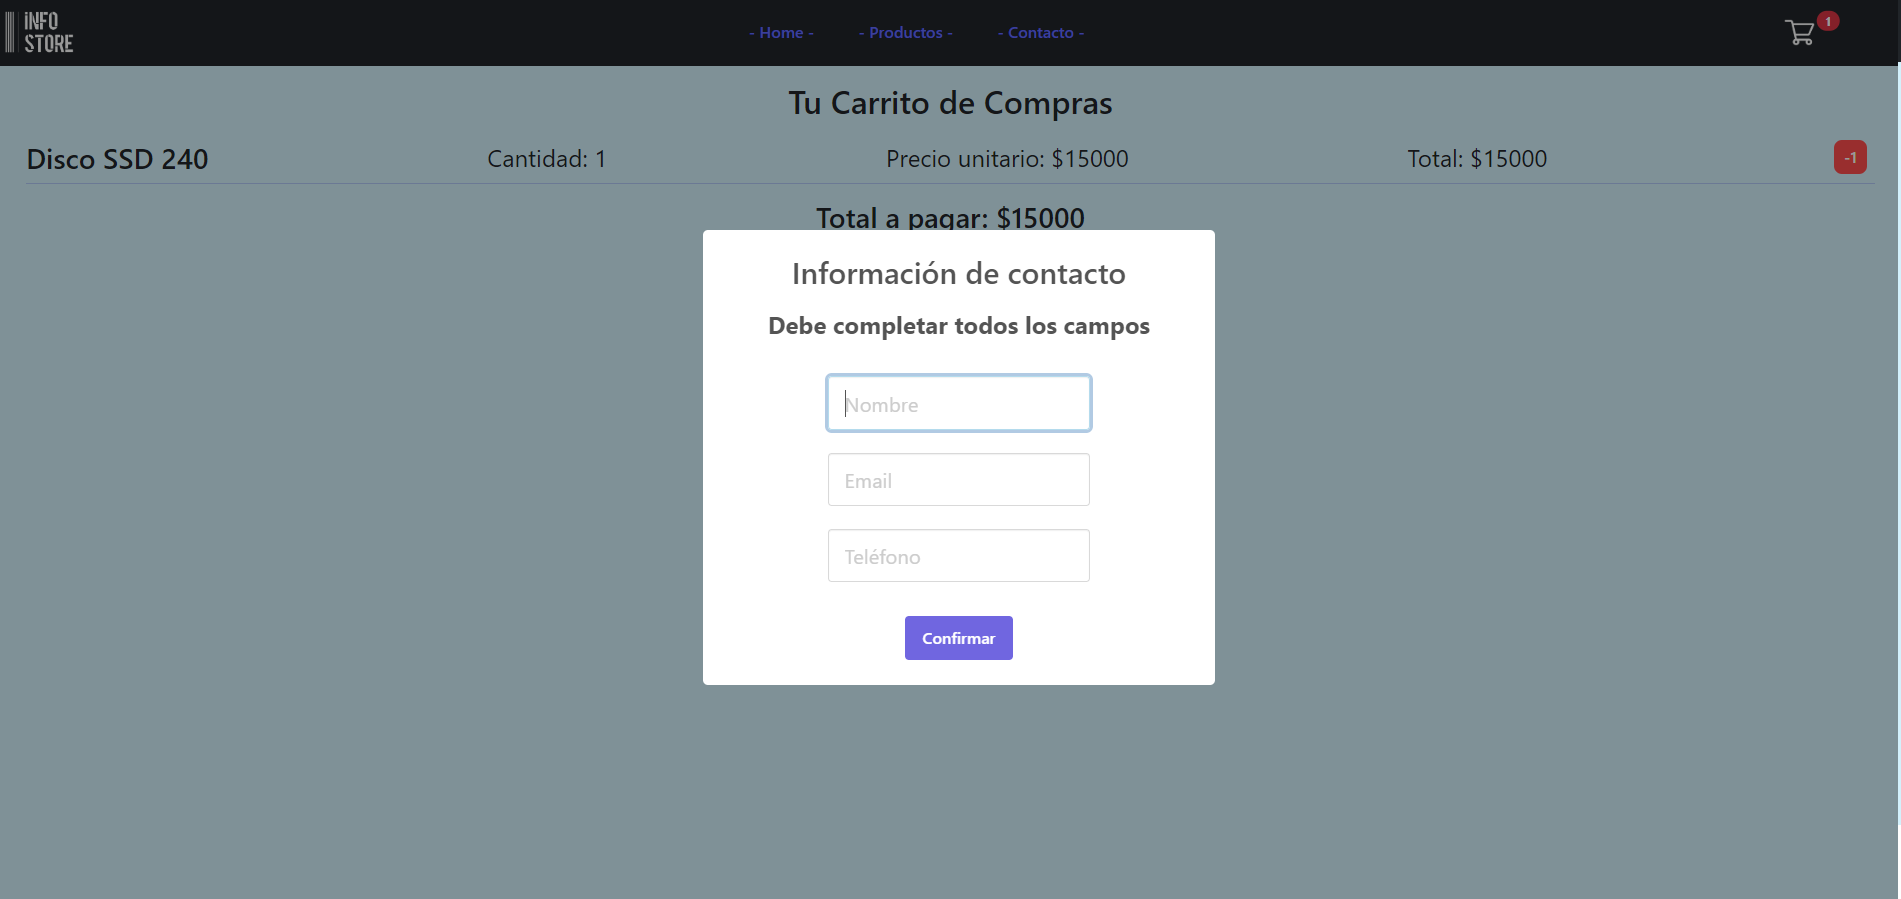 iNFO
STORE
- Home - - Productos - - Contacto - 1
Tu Carrito de Compras
Disco SSD 240 Cantidad: 1 Precio unitario: $15000 Total: $15000 -1
Total a pagar: $15000
Información de contacto
Debe completar todos los campos
Nombre
Email
Teléfono
Confirmar